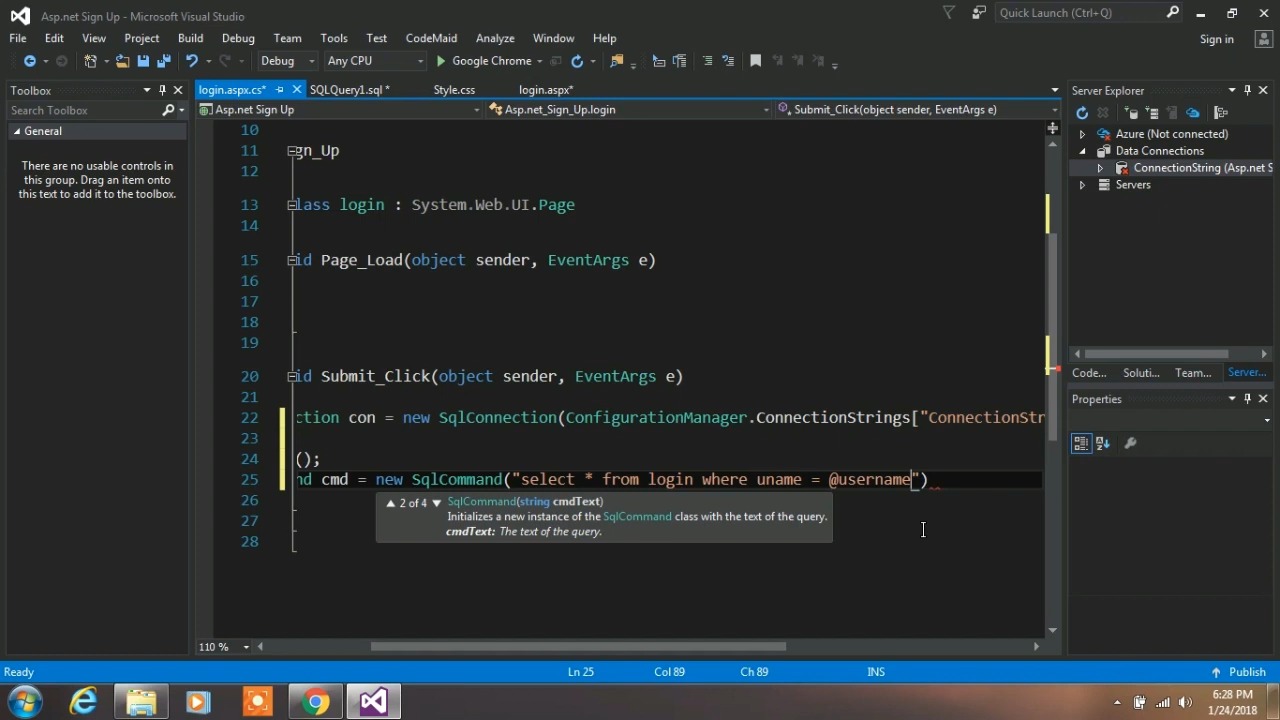 Asp.net Sign Up - Microsoft Visual Studio
Quick Launch (Ctrl+Q)
File Edit View Project Build Debug Team Tools Test CodeMaid Analyze Window Help
Sign in
Debug Any CPU Google Chrome
Toolbox
Search Toolbox
General
There are no usable controls in
this group. Drag an item onto
this text to add it to the toolbox.
login.aspx.cs* SQLQuery1.sql * Style.css login.aspx*
Asp.net Sign Up Asp.net_Sign_Up.login Submit_Click(object sender, EventArgs e)
10
11 gn_Up
12
13 lass login : System.Web.UI.Page
14
15 id Page_Load(object sender, EventArgs e)
16
17
18
19
20 id Submit_Click(object sender, EventArgs e)
21
22 ction con = new SqlConnection(ConfigurationManager.ConnectionStrings["ConnectionStr
23
24 ();
25 nd cmd = new SqlCommand("select * from login where uname = @username")
26
27
28
2 of 4 SqlCommand(string cmdText)
Initializes a new instance of the SqlCommand class with the text of the query.
cmdText: The text of the query.
110 %
Server Explorer
Azure (Not connected)
Data Connections
ConnectionString (Asp.net S
Servers
Code... Soluti... Team... Server...
Properties
Ready Ln 25 Col 89 Ch 89 INS Publish
6:28 PM
1/24/2018